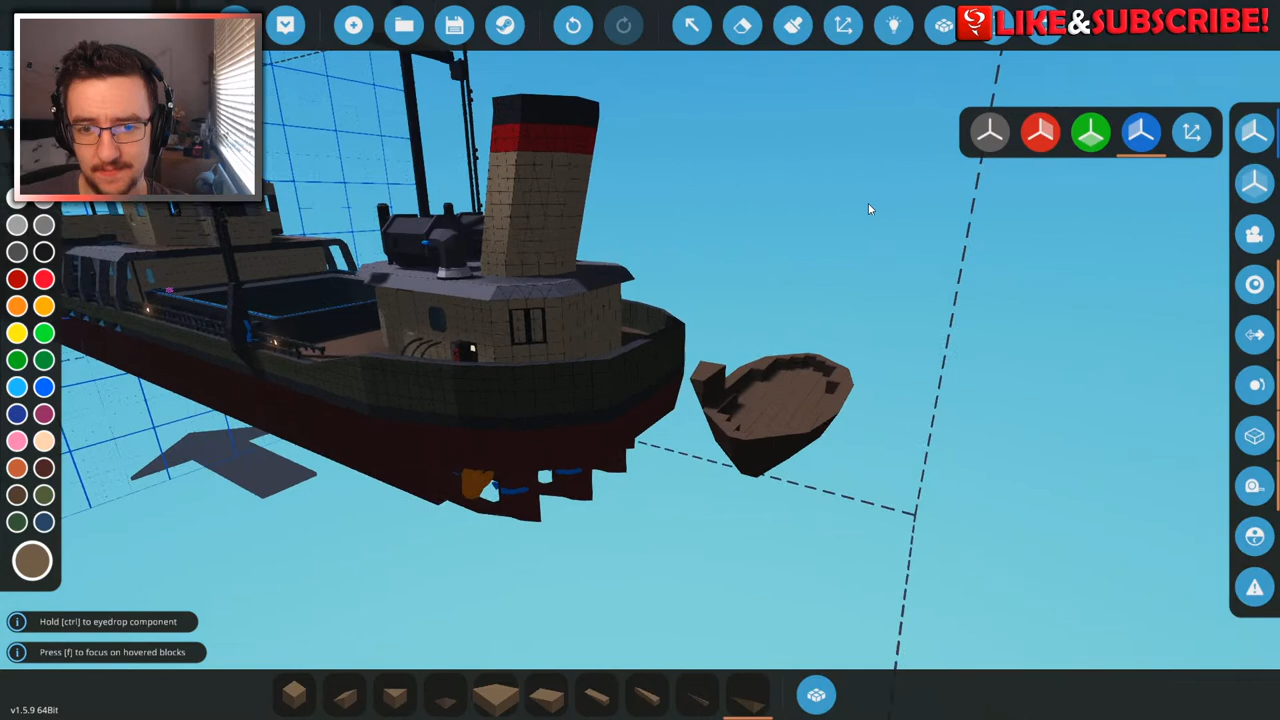 LIKE&SUBSCRIBE!
Hold [ctrl] to eyedrop component
Press [f] to focus on hovered blocks
v1.5.9 64Bit